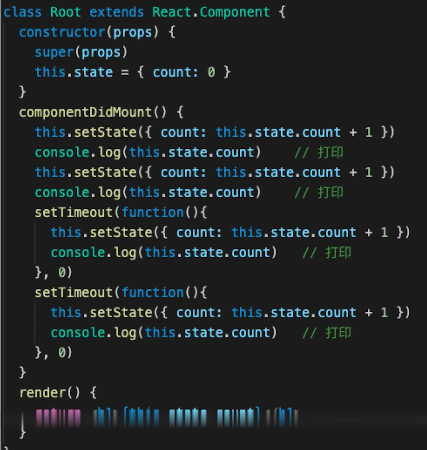 class Root extends React.Component {
  constructor(props) {
    super(props)
    this.state = { count: 0 }
  }
  componentDidMount() {
    this.setState({ count: this.state.count + 1 })
    console.log(this.state.count)    // 打印
    this.setState({ count: this.state.count + 1 })
    console.log(this.state.count)    // 打印
    setTimeout(function(){
      this.setState({ count: this.state.count + 1 })
      console.log(this.state.count)   // 打印
    }, 0)
    setTimeout(function(){
      this.setState({ count: this.state.count + 1 })
      console.log(this.state.count)   // 打印
    }, 0)
  }
  render() {
  }